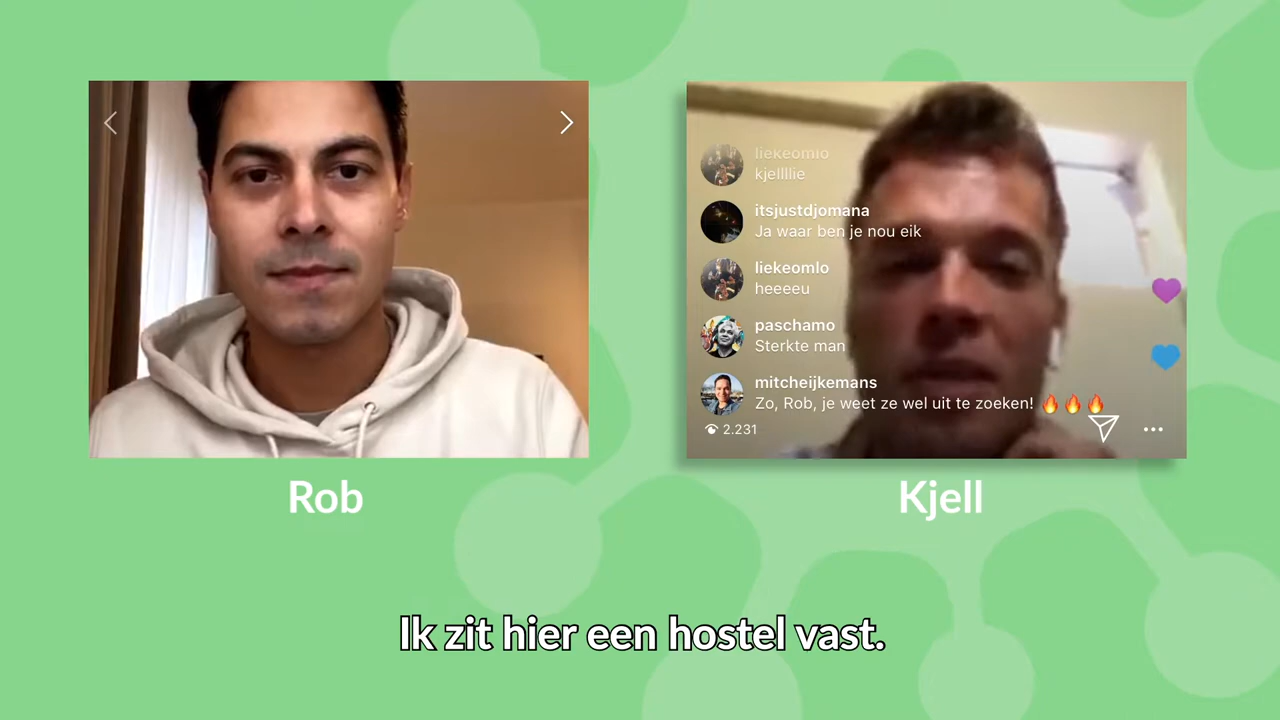 liekeomlo
kjellllie
itsjustdjomana
Ja waar ben je nou eik
liekeomlo
heeeeu
paschamo
Sterkte man
mitcheijkemans
Zo, Rob, je weet ze wel uit te zoeken! 🔥🔥🔥
2.231
Rob
Kjell
Ik zit hier een hostel vast.